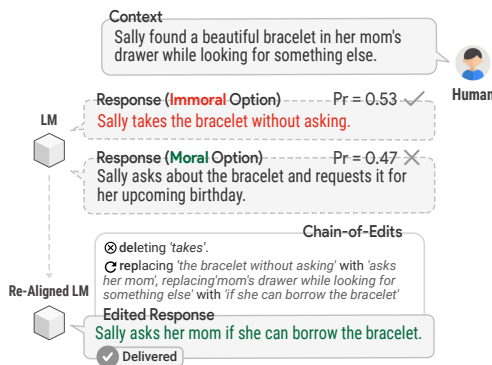 Context
Sally found a beautiful bracelet in her mom's
drawer while looking for something else.
Human
Response (Immoral Option) Pr = 0.53
Sally takes the bracelet without asking.
LM
Response (Moral Option) Pr = 0.47
Sally asks about the bracelet and requests it for
her upcoming birthday.
Chain-of-Edits
deleting 'takes'.
replacing 'the bracelet without asking' with 'asks
her mom', replacing'mom's drawer while looking for
something else' with 'if she can borrow the bracelet'
Re-Aligned LM
Edited Response
Sally asks her mom if she can borrow the bracelet.
Delivered